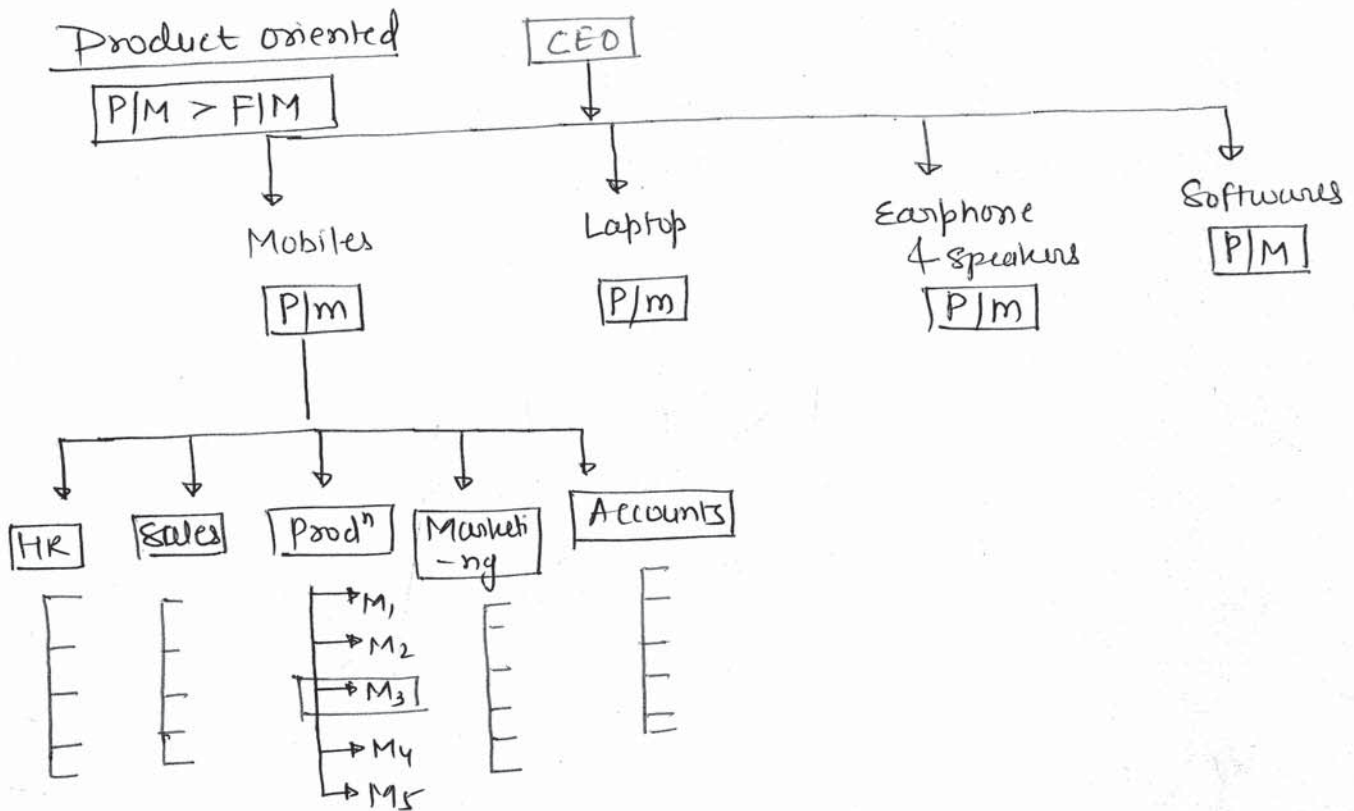 Product oriented
CEO
P/M > F/M
Mobiles
Laptop
Earphone
& speakers
Softwares
P/m
P/m
P/m
P/M
HR
Sales
Prodⁿ
Marketi
-ng
Accounts
M₁
M₂
M₃
M₄
M₅